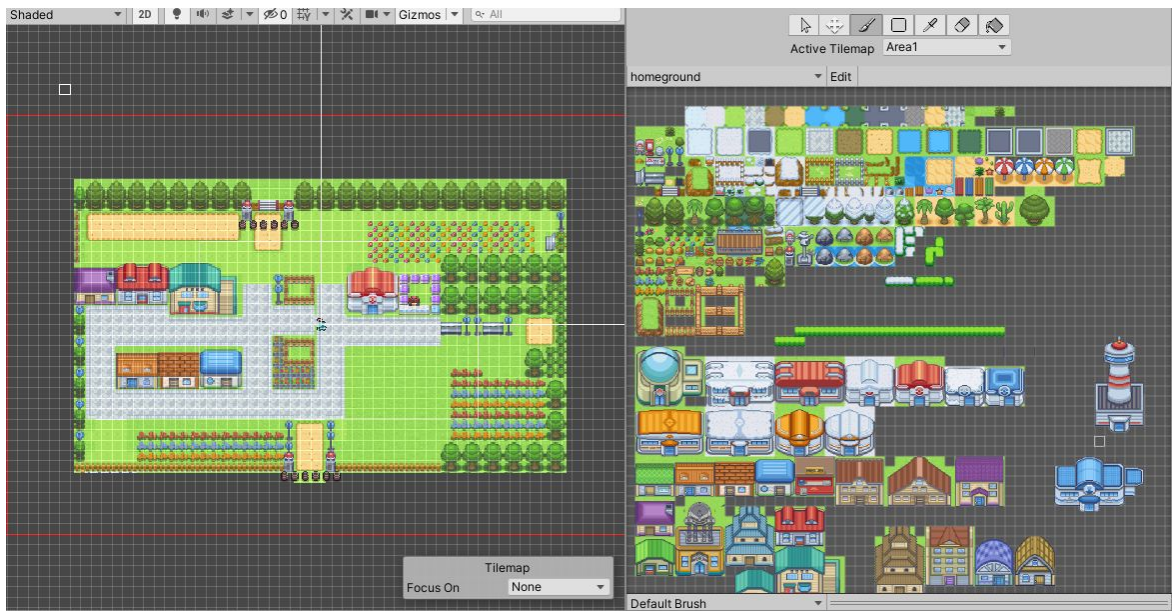 Shaded 2D 0 Gizmos All
Active Tilemap Area1
homeground Edit
Tilemap
Focus On None
Default Brush